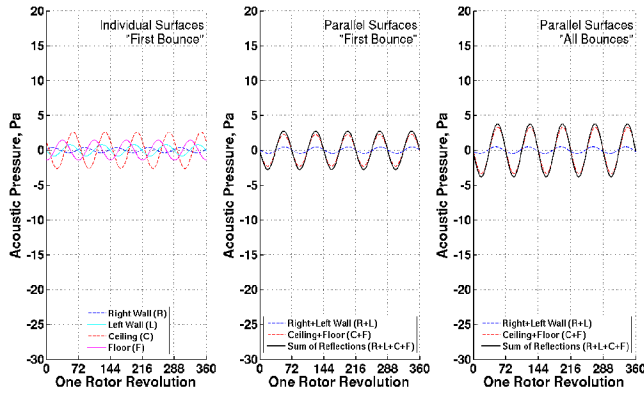 Individual Surfaces
"First Bounce"
Acoustic Pressure, Pa
20
15
10
5
0
-5
-10
-15
-20
-25
-30
Right Wall (R)
Left Wall (L)
Ceiling (C)
Floor (F)
0 72 144 216 288 360
One Rotor Revolution
Parallel Surfaces
"First Bounce"
Acoustic Pressure, Pa
20
15
10
5
0
-5
-10
-15
-20
-25
-30
Right+Left Wall (R+L)
Ceiling+Floor (C+F)
Sum of Reflections (R+L+C+F)
0 72 144 216 288 360
One Rotor Revolution
Parallel Surfaces
"All Bounces"
Acoustic Pressure, Pa
20
15
10
5
0
-5
-10
-15
-20
-25
-30
Right+Left Wall (R+L)
Ceiling+Floor (C+F)
Sum of Reflections (R+L+C+F)
0 72 144 216 288 360
One Rotor Revolution